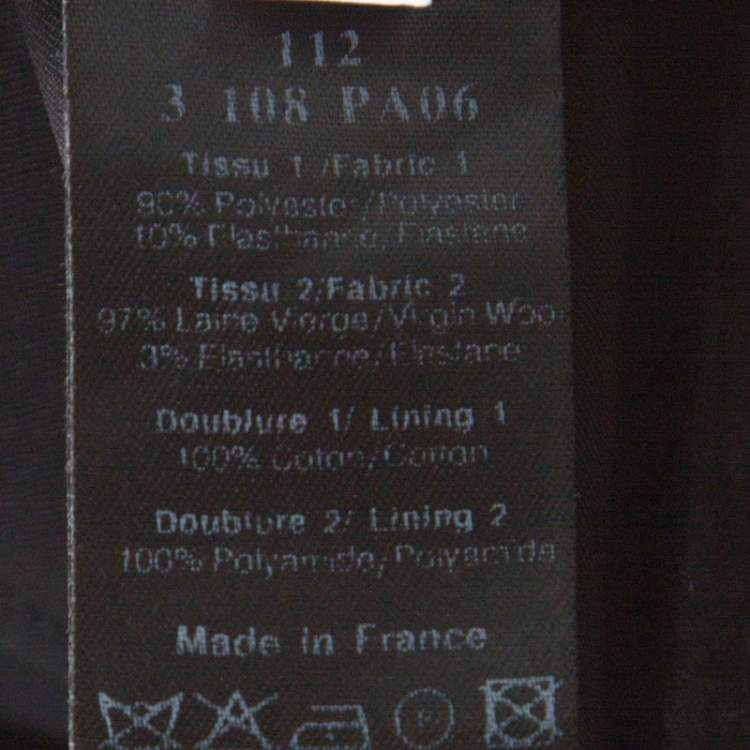 112
3 108 PA06
Tissu 1 /Fabric 1
90% Polyester/Polyester
10% Elasthanne/Elastane
Tissu 2/Fabric 2
97% Laine Vierge/Virgin Woo
3% Elasthanne/Elastane
Doublure 1/ Lining 1
100% Coton/Cotton
Doublure 2/ Lining 2
100% Polyamide/Polyamide
Made in France
P